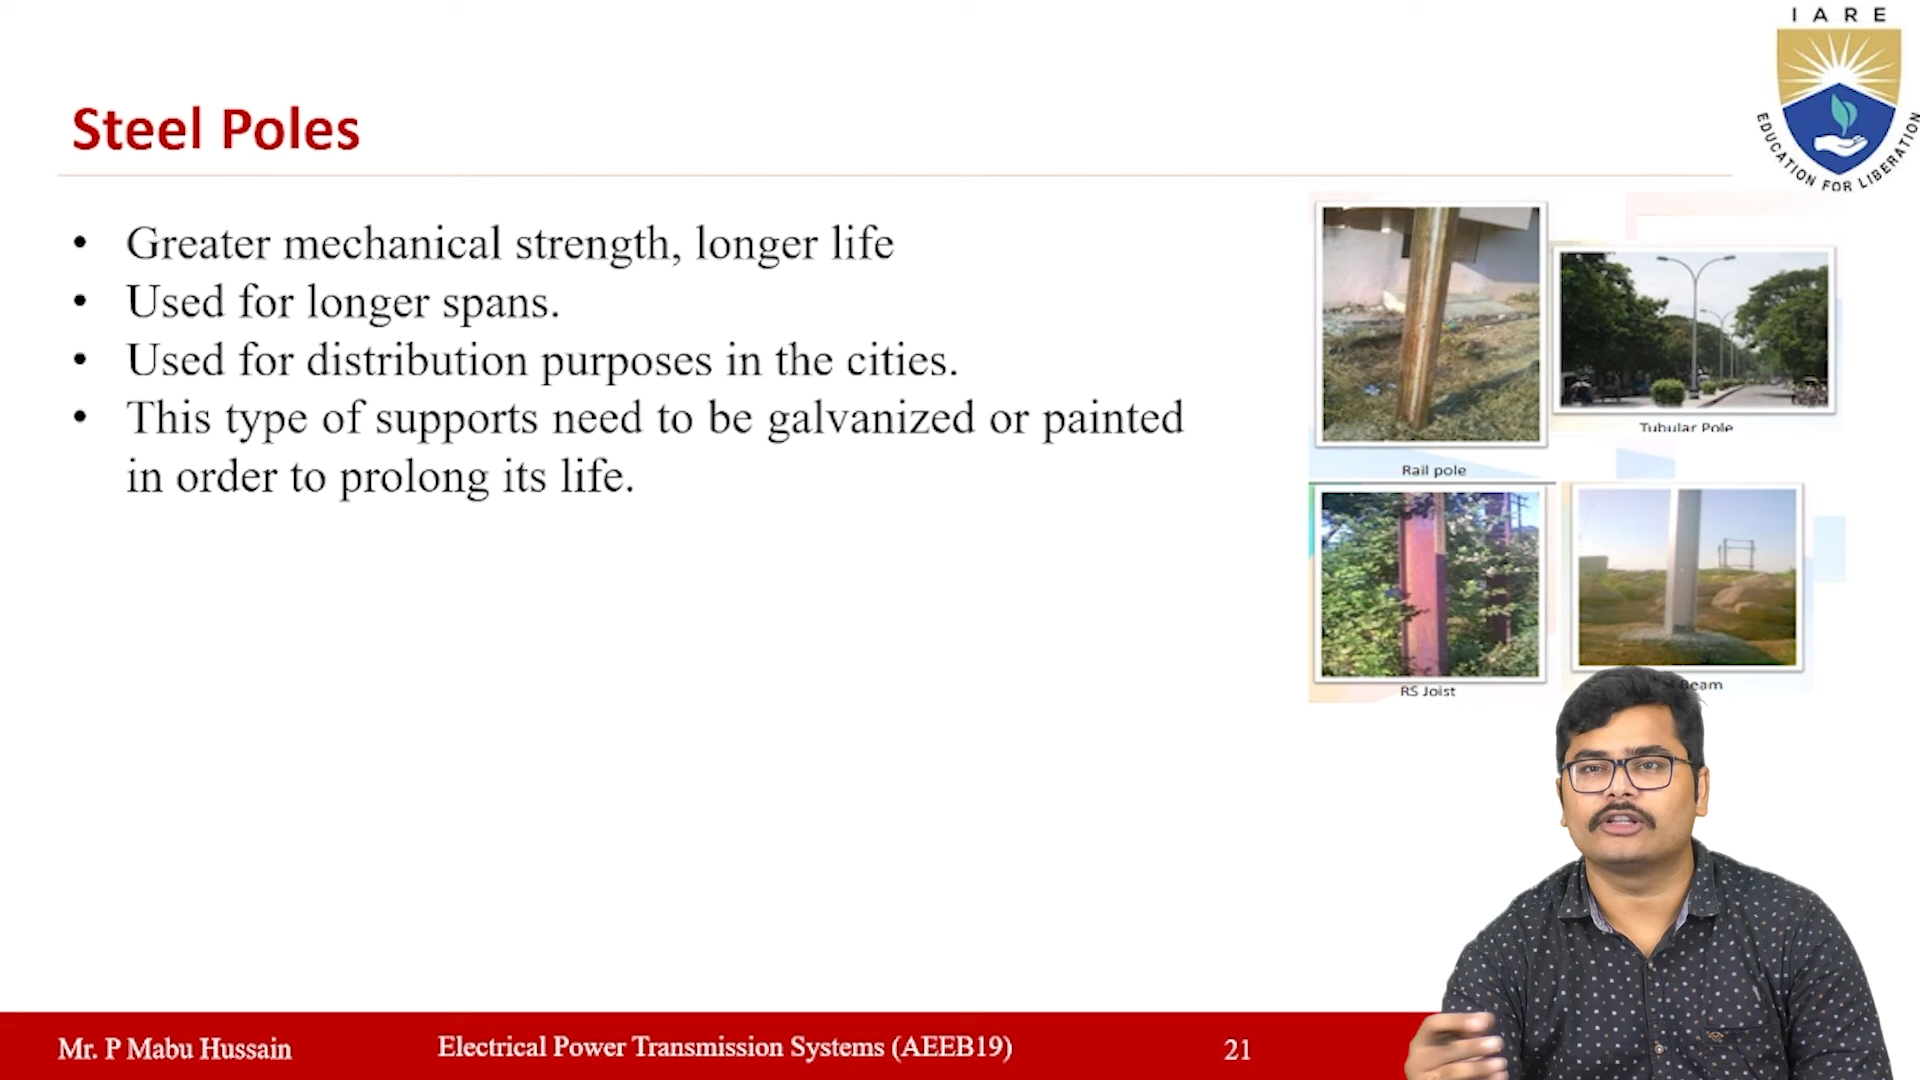 IARE
EDUCATION FOR LIBERATION
Steel Poles
• Greater mechanical strength, longer life
• Used for longer spans.
• Used for distribution purposes in the cities.
• This type of supports need to be galvanized or painted
in order to prolong its life.
Tubular Pole
Rail pole
RS Joist
Beam
Mr. P Mabu Hussain
Electrical Power Transmission Systems (AEEB19)
21